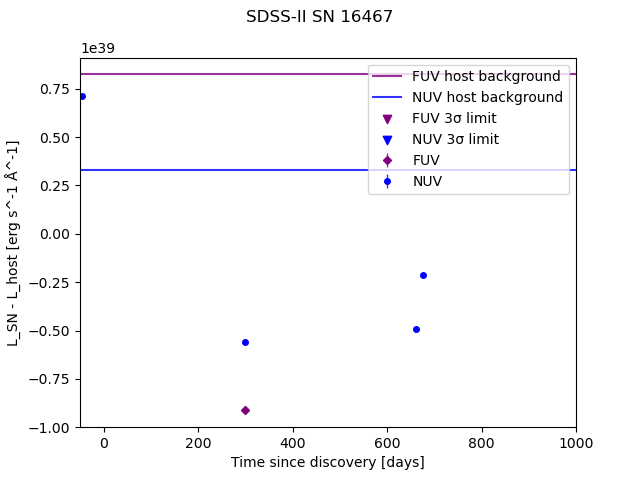 SDSS-II SN 16467
1e39
FUV host background
NUV host background
FUV 3σ limit
NUV 3σ limit
FUV
NUV
0.75
0.50
0.25
0.00
−0.25
−0.50
−0.75
−1.00
L_SN - L_host [erg s^-1 Å^-1]
0 200 400 600 800 1000
Time since discovery [days]